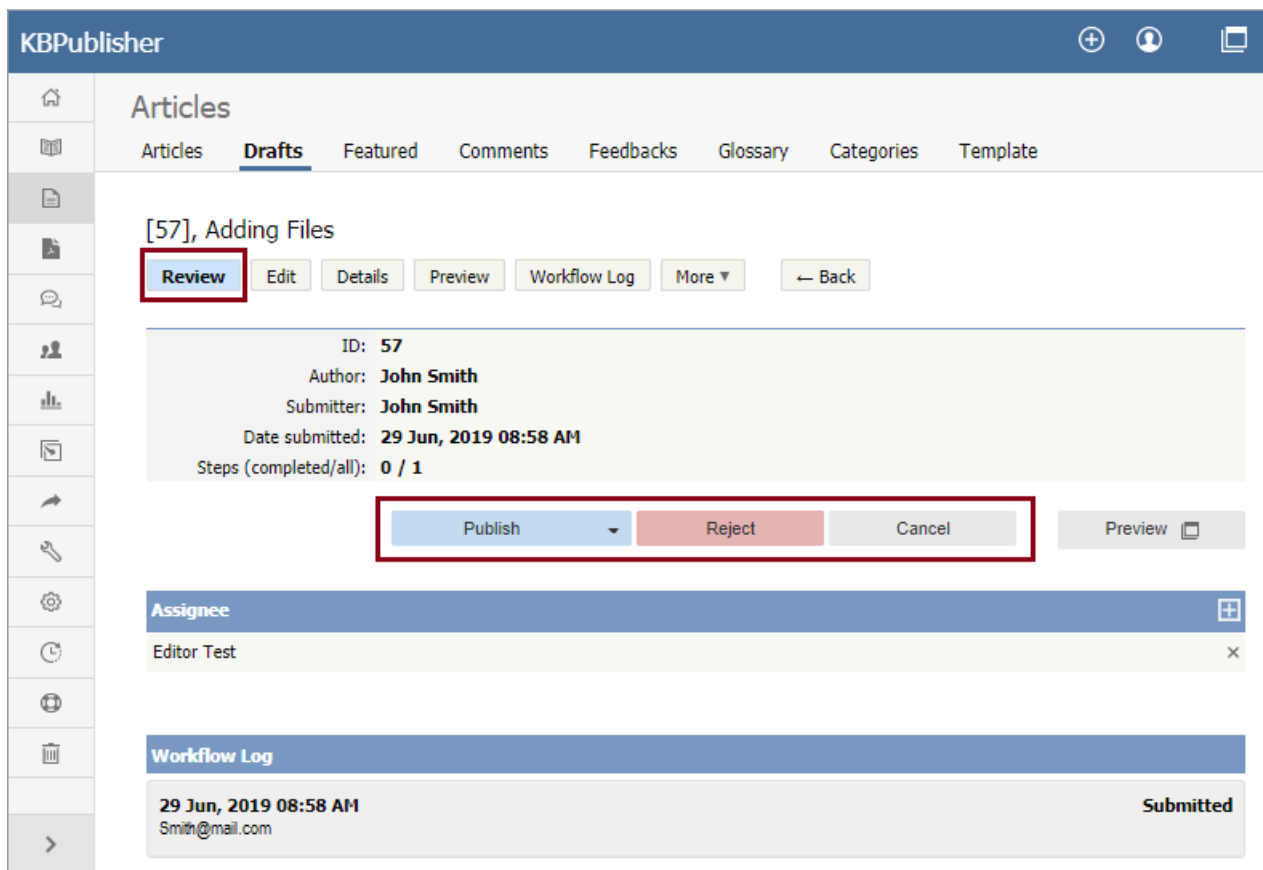 KBPublisher
Articles
Articles Drafts Featured Comments Feedbacks Glossary Categories Template
[57], Adding Files
Review Edit Details Preview Workflow Log More ▼ ← Back
ID: 57
Author: John Smith
Submitter: John Smith
Date submitted: 29 Jun, 2019 08:58 AM
Steps (completed/all): 0 / 1
Publish Reject Cancel Preview
Assignee
Editor Test ×
Workflow Log
29 Jun, 2019 08:58 AM Submitted
Smith@mail.com